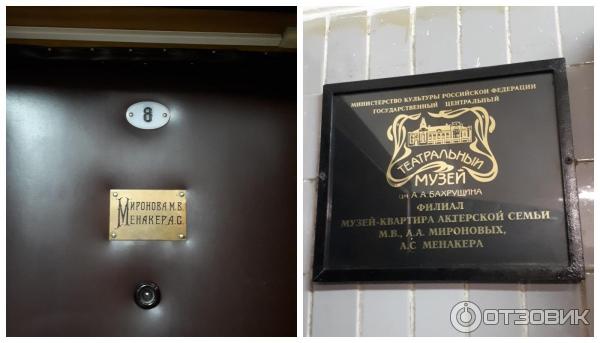 8
МИРОНОВА М.В.
МЕНАКЕР А.С.
МИНИСТЕРСТВО КУЛЬТУРЫ РОССИЙСКОЙ ФЕДЕРАЦИИ
ГОСУДАРСТВЕННЫЙ ЦЕНТРАЛЬНЫЙ
ТЕАТРАЛЬНЫЙ
МУЗЕЙ
им А.А. БАХРУШИНА
ФИЛИАЛ
МУЗЕЙ-КВАРТИРА АКТЕРСКОЙ СЕМЬИ
М.В., А.А. МИРОНОВЫХ,
А.С МЕНАКЕРА
ОТЗОВИК